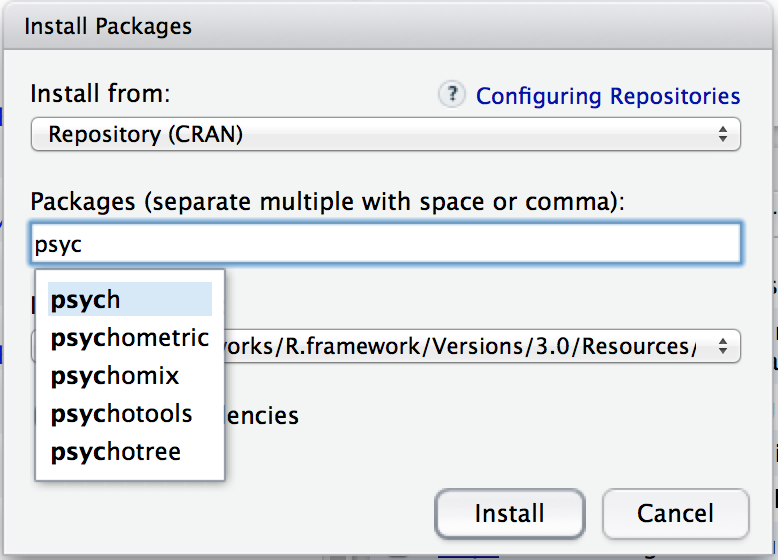 Install Packages
Install from:
? Configuring Repositories
Repository (CRAN)
Packages (separate multiple with space or comma):
psyc
psych
psychometric
works/R.framework/Versions/3.0/Resources/
psychomix
psychotools
encies
psychotree
Install
Cancel